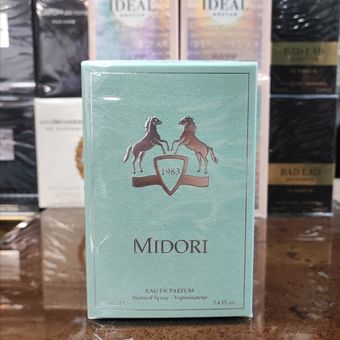 IDEAL
IDEAL
BAD LAD
BAD LAD
1983
MIDORI
EAU DE PARFUM
Natural Spray - Vaporisateur
3.4 fl.oz